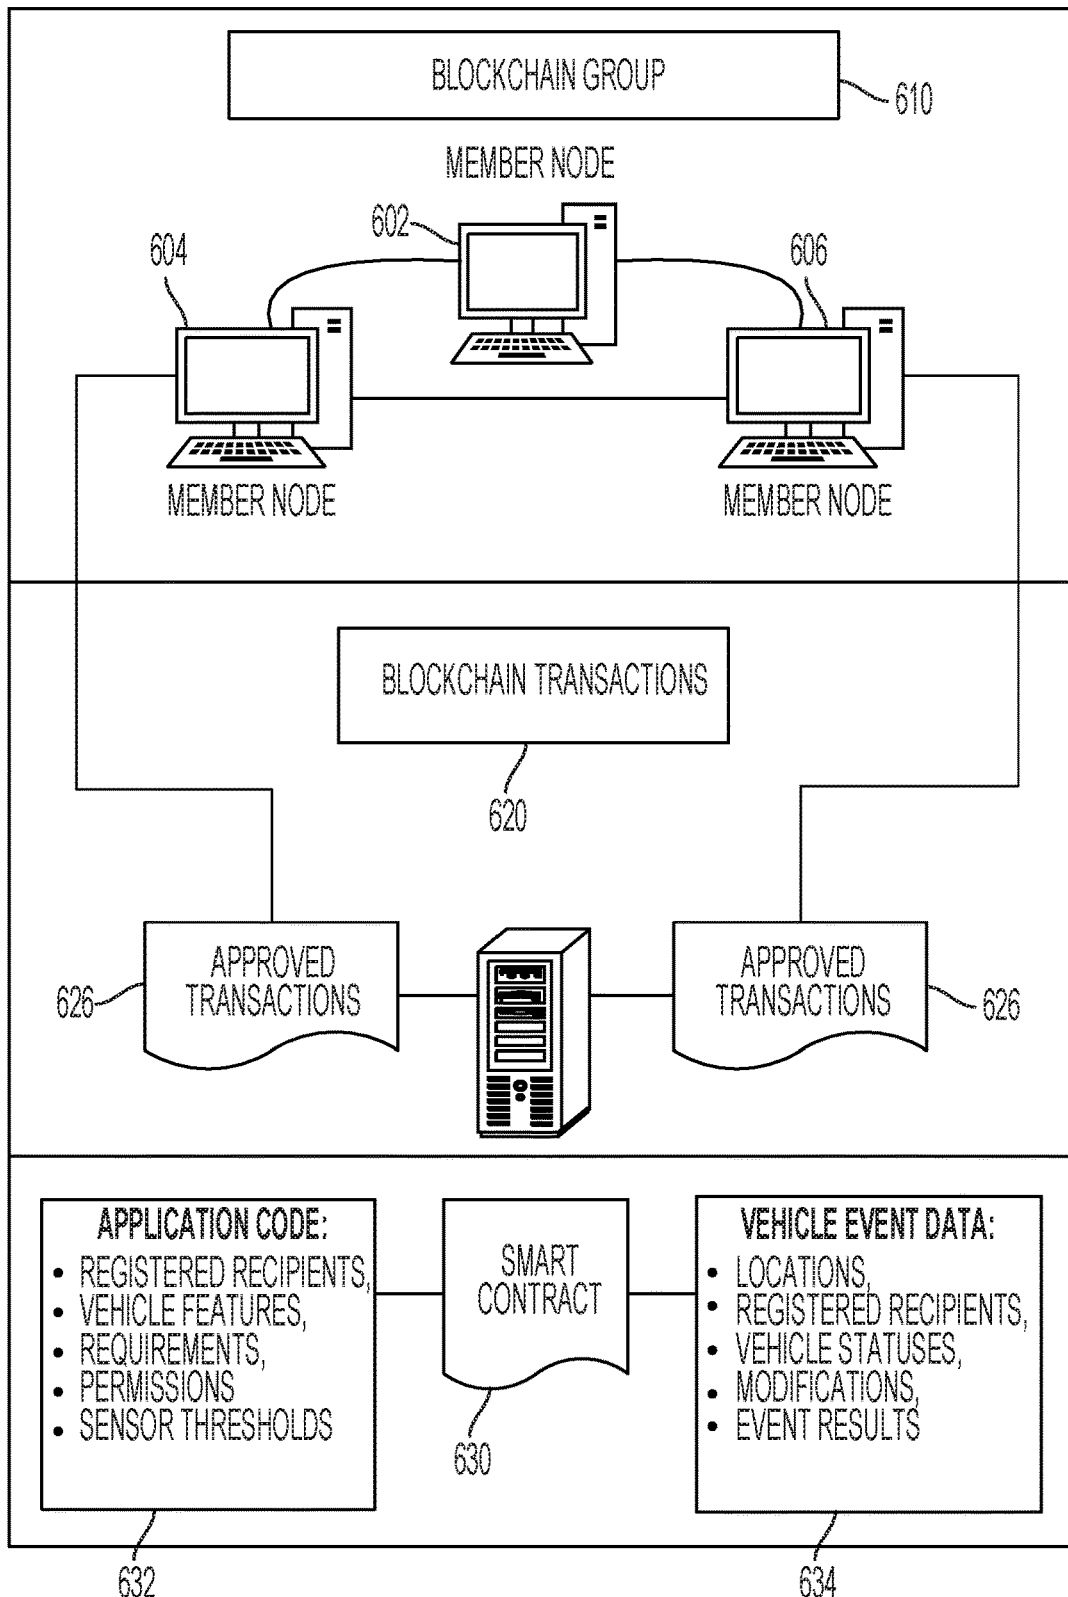 BLOCKCHAIN GROUP
610
MEMBER NODE
602
604
606
MEMBER NODE
MEMBER NODE
BLOCKCHAIN TRANSACTIONS
620
APPROVED
TRANSACTIONS
626
APPROVED
TRANSACTIONS
626
APPLICATION CODE:
• REGISTERED RECIPIENTS,
• VEHICLE FEATURES,
• REQUIREMENTS,
• PERMISSIONS
• SENSOR THRESHOLDS
632
SMART
CONTRACT
630
VEHICLE EVENT DATA:
• LOCATIONS,
• REGISTERED RECIPIENTS,
• VEHICLE STATUSES,
• MODIFICATIONS,
• EVENT RESULTS
634